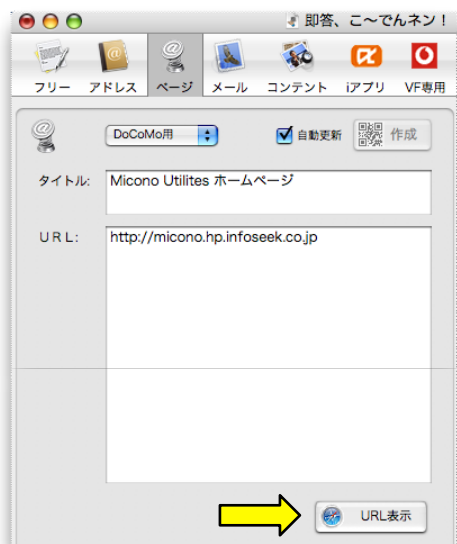 即答、こ〜でんネン！
フリー アドレス ページ メール コンテント iアプリ VF専用
DoCoMo用 自動更新 作成
タイトル: Micono Utilites ホームページ
URL: http://micono.hp.infoseek.co.jp
URL表示